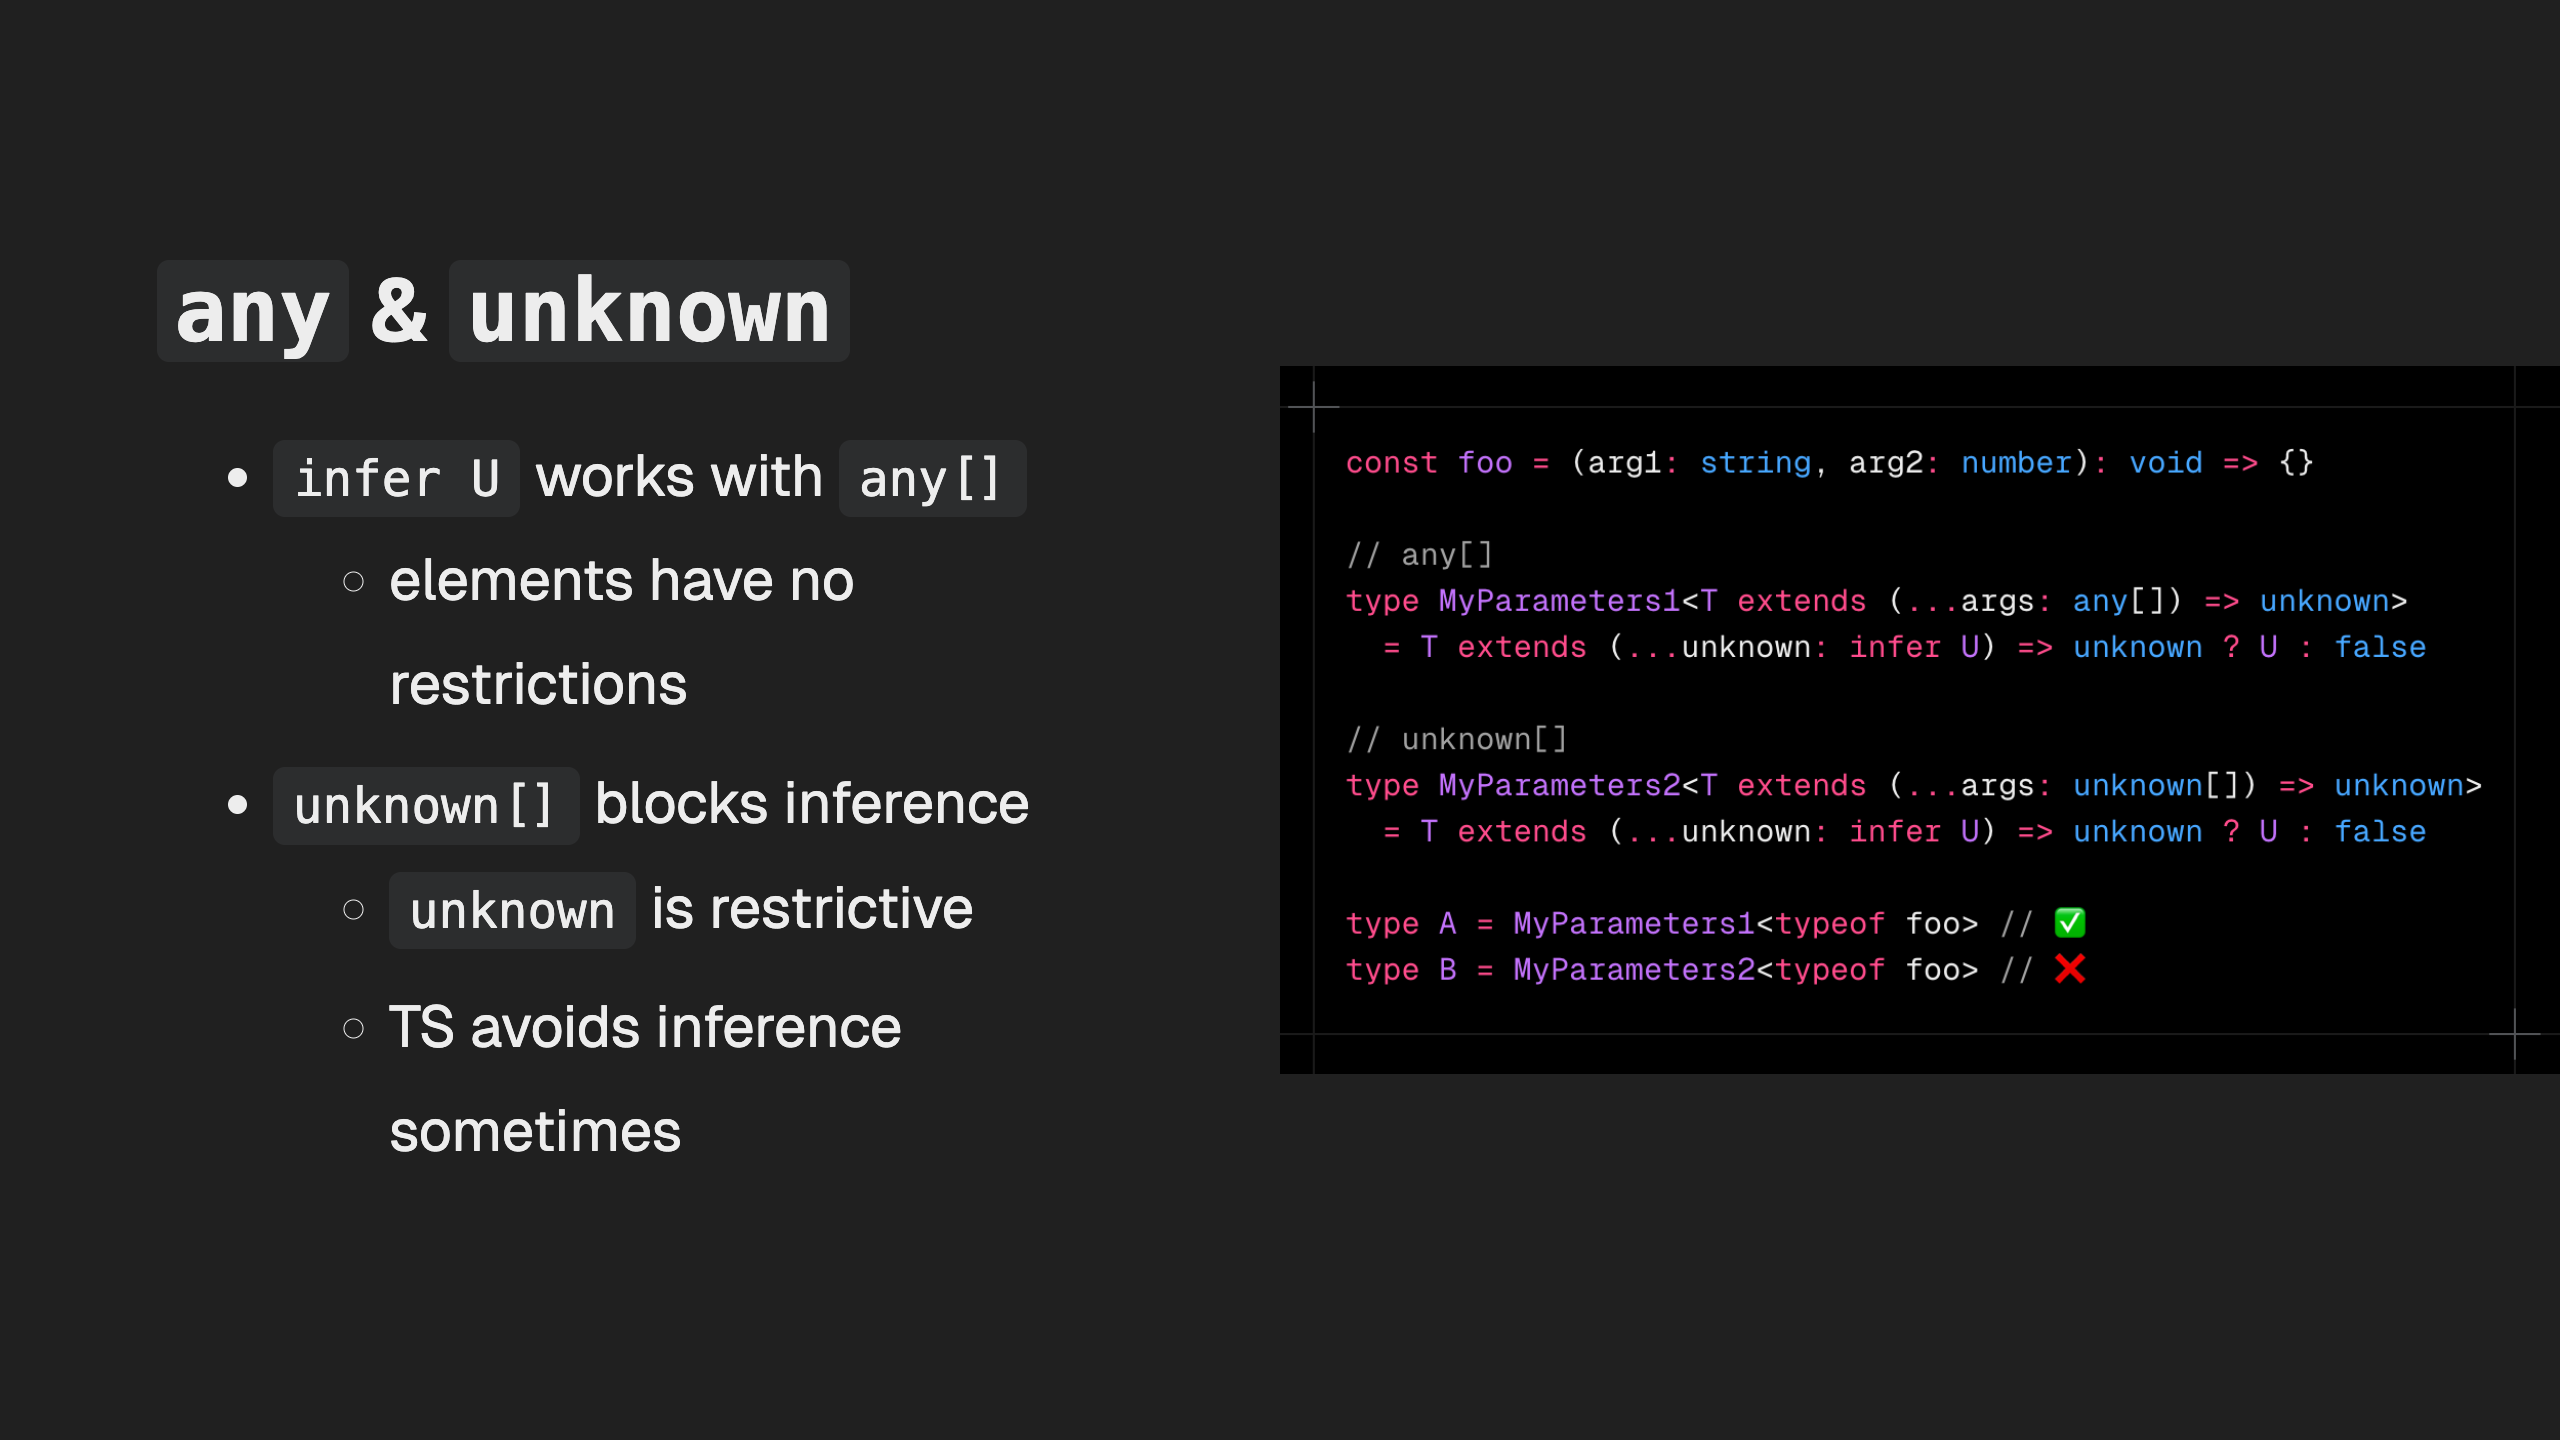 any & unknown
infer U works with any[]
elements have no
restrictions
unknown[] blocks inference
unknown is restrictive
TS avoids inference
sometimes
const foo = (arg1: string, arg2: number): void => {}
// any[]
type MyParameters1<T extends (...args: any[]) => unknown>
= T extends (...unknown: infer U) => unknown ? U : false
// unknown[]
type MyParameters2<T extends (...args: unknown[]) => unknown>
= T extends (...unknown: infer U) => unknown ? U : false
type A = MyParameters1<typeof foo> // ✅
type B = MyParameters2<typeof foo> // ❌